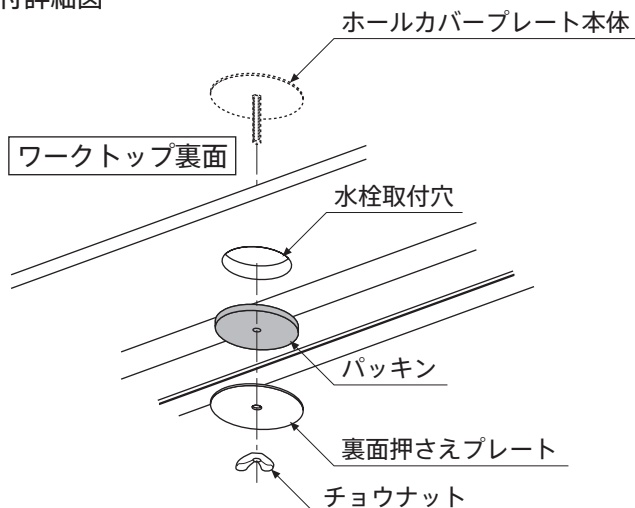 付詳細図
ホールカバープレート本体
ワークトップ裏面
水栓取付穴
パッキン
裏面押さえプレート
チョウナット